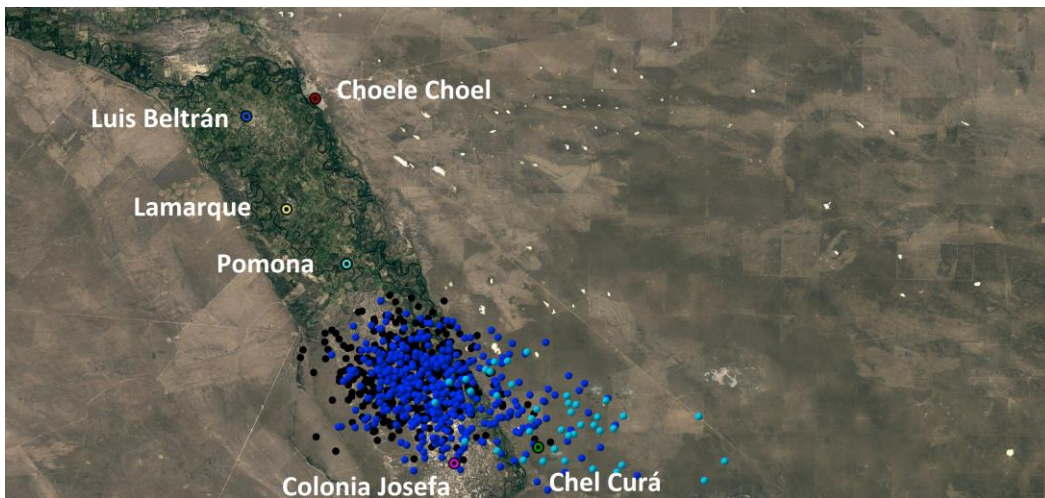 Choele Choel
Luis Beltrán
Lamarque
Pomona
Colonia Josefa
Chel Curá